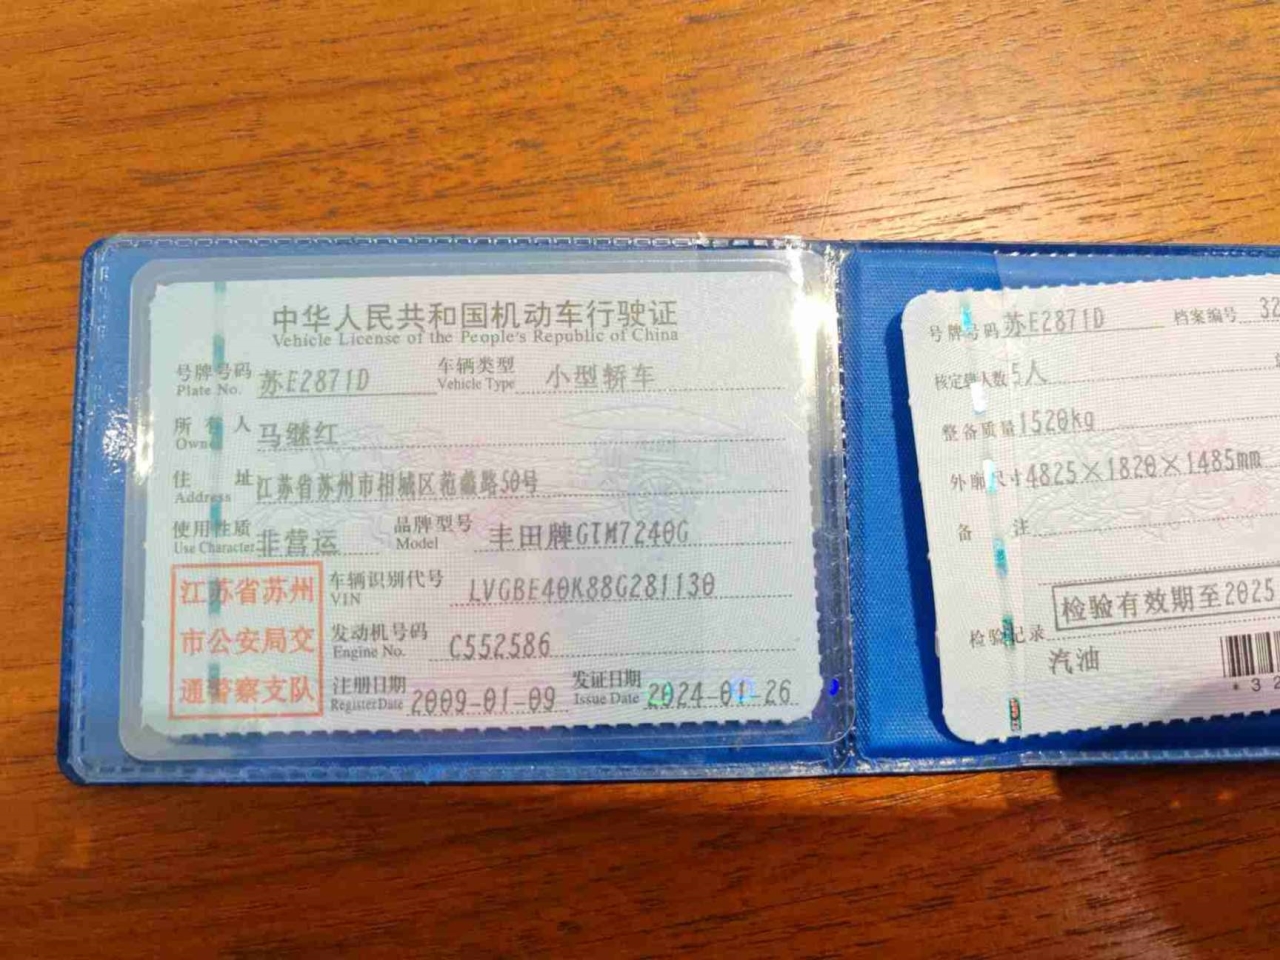 中华人民共和国机动车行驶证
Vehicle License of the People's Republic of China
号牌号码 苏E2871D 车辆类型 小型轿车
Plate No. Vehicle Type
所有人 马继红
Owner
住址 江苏省苏州市相城区范蠡路50号
Address
使用性质 非营运 品牌型号 丰田牌GTM7240G
Use Character Model
江苏省苏州
市公安局交
通警察支队
车辆识别代号 LVGBE40K88G281130
VIN
发动机号码 C552586
Engine No.
注册日期 2009-01-09 发证日期 2024-01-26
Register Date Issue Date
号牌号码 苏E2871D 档案编号 32
核定载人数 5人
整备质量 1520kg
外廓尺寸 4825×1820×1485mm
备注
检验有效期至2025
检验记录
汽油
*32